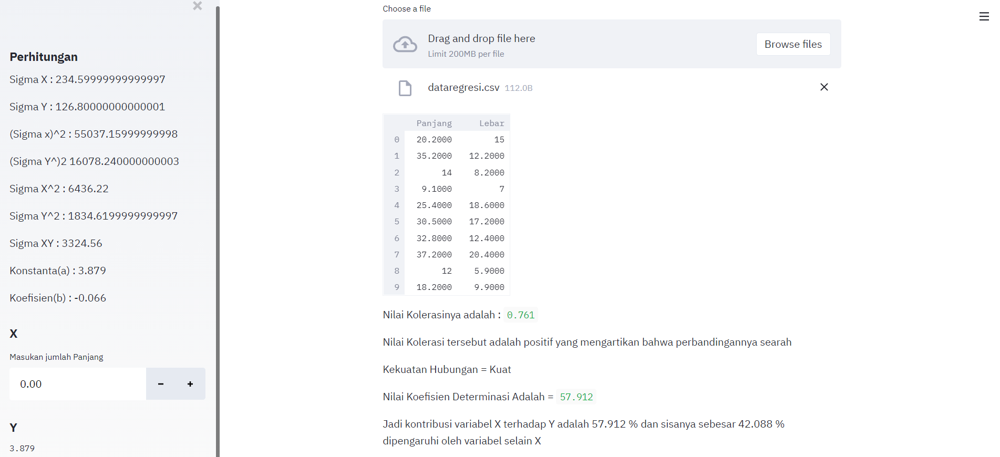 Perhitungan
Sigma X : 234.59999999999997
Sigma Y : 126.80000000000001
(Sigma x)^2 : 55037.15999999998
(Sigma Y^)2 16078.240000000003
Sigma X^2 : 6436.22
Sigma Y^2 : 1834.6199999999997
Sigma XY : 3324.56
Konstanta(a) : 3.879
Koefisien(b) : -0.066
X
Masukan jumlah Panjang
0.00
Y
3.879
Choose a file
Drag and drop file here
Limit 200MB per file
Browse files
dataregresi.csv 112.0B
Panjang Lebar
0 20.2000 15
1 35.2000 12.2000
2 14 8.2000
3 9.1000 7
4 25.4000 18.6000
5 30.5000 17.2000
6 32.8000 12.4000
7 37.2000 20.4000
8 12 5.9000
9 18.2000 9.9000
Nilai Kolerasinya adalah : 0.761
Nilai Kolerasi tersebut adalah positif yang mengartikan bahwa perbandingannya searah
Kekuatan Hubungan = Kuat
Nilai Koefisien Determinasi Adalah = 57.912
Jadi kontribusi variabel X terhadap Y adalah 57.912 % dan sisanya sebesar 42.088 %
dipengaruhi oleh variabel selain X